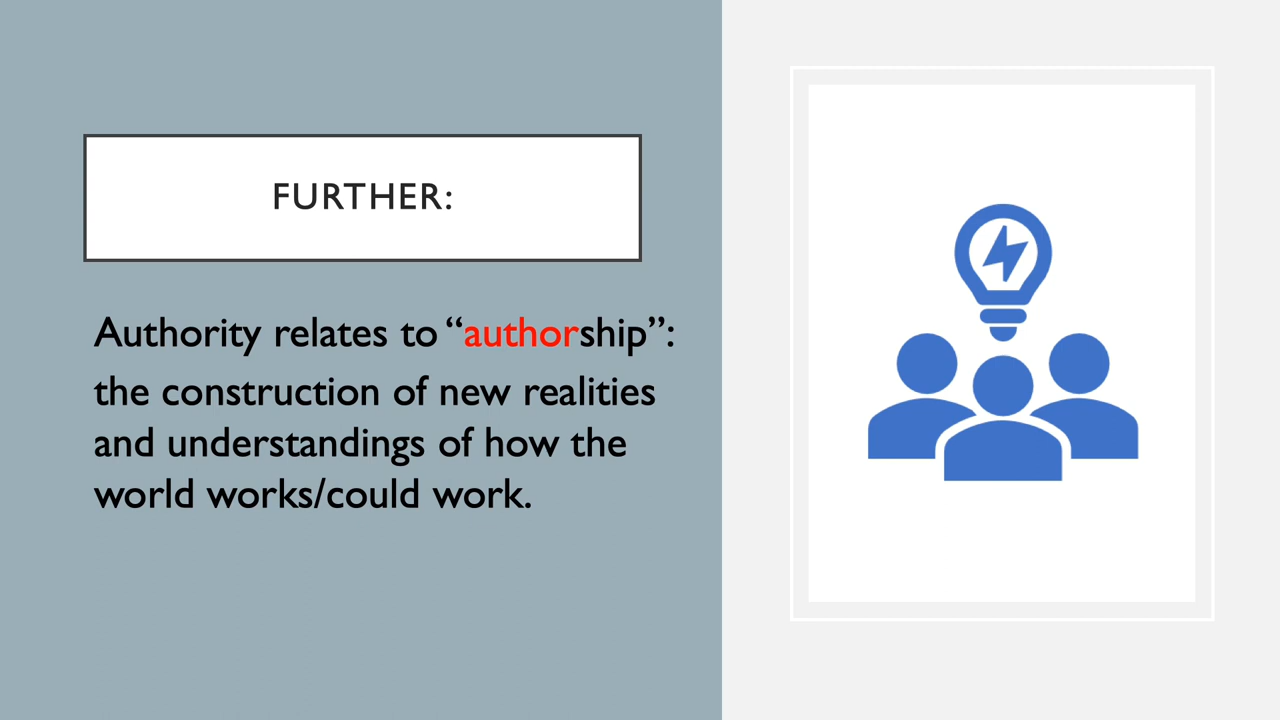 FURTHER:
Authority relates to “authorship”:
the construction of new realities
and understandings of how the
world works/could work.